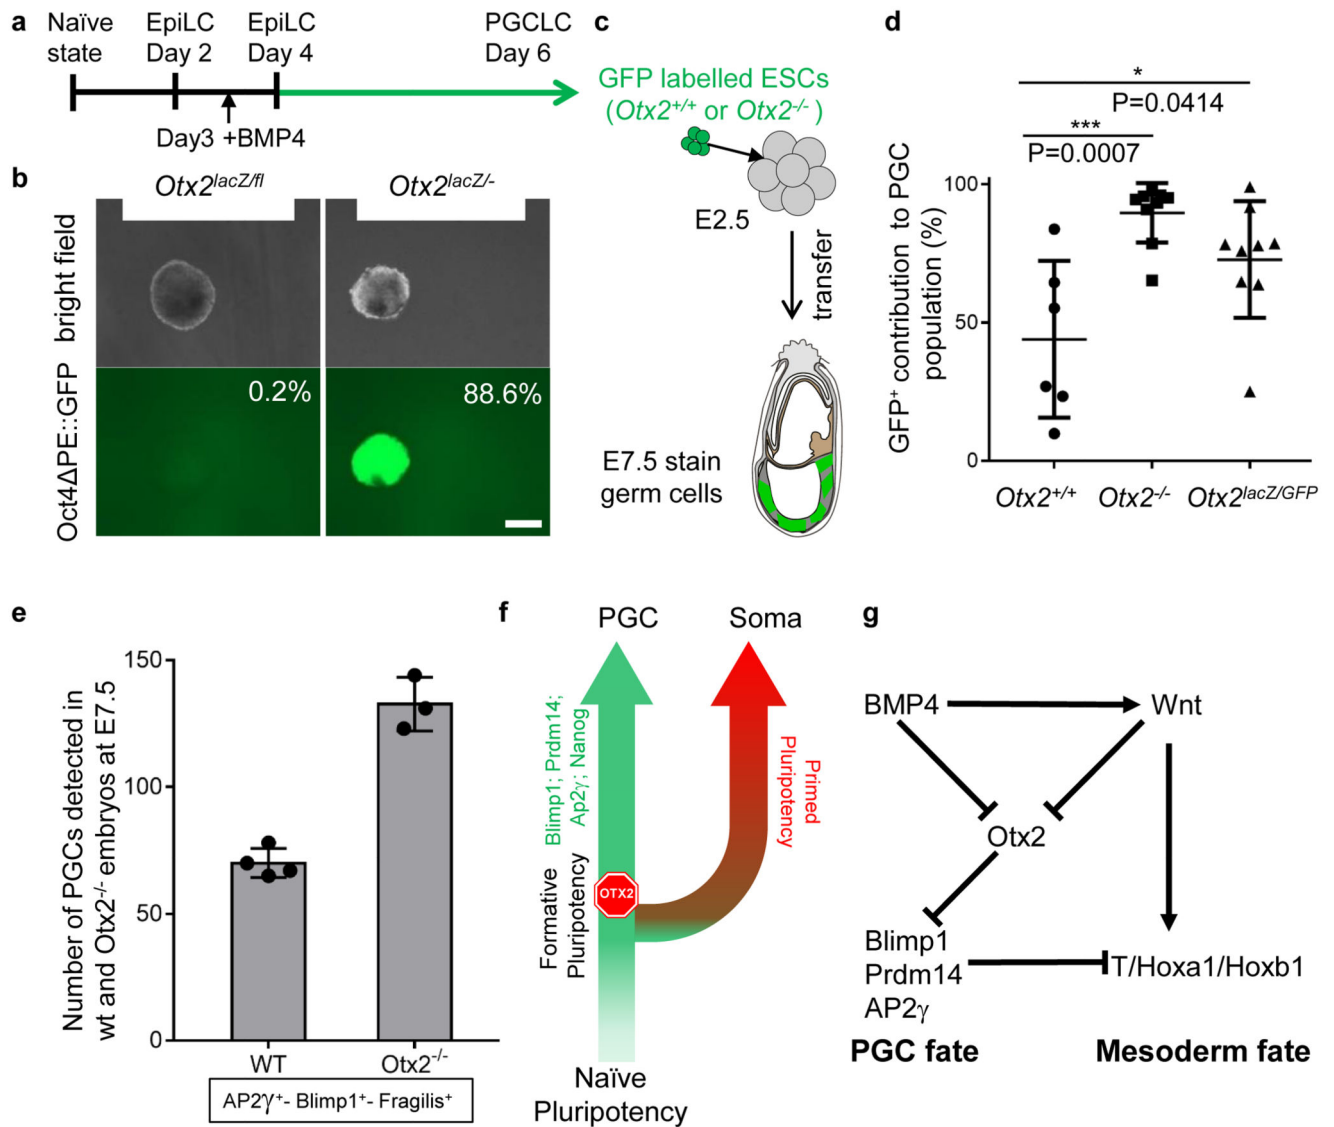 a
Naïve
state
EpiLC
Day 2
EpiLC
Day 4
PGCLC
Day 6
Day3 +BMP4
b
Otx2lacZ/fl
Otx2lacZ/-
bright field
Oct4ΔPE::GFP
0.2%
88.6%
c
GFP labelled ESCs
(Otx2+/+ or Otx2-/-)
E2.5
transfer
E7.5 stain
germ cells
d
*
P=0.0414
***
P=0.0007
GFP+ contribution to PGC
population (%)
100
50
0
Otx2+/+
Otx2-/-
Otx2lacZ/GFP
e
Number of PGCs detected in
wt and Otx2-/- embryos at E7.5
150
100
50
0
WT
Otx2-/-
AP2γ+- Blimp1+- Fragilis+
f
PGC
Soma
Blimp1; Prdm14;
Ap2γ; Nanog
Primed
Pluripotency
OTX2
Formative
Pluripotency
Naïve
Pluripotency
g
BMP4
Wnt
Otx2
Blimp1
Prdm14
AP2γ
T/Hoxa1/Hoxb1
PGC fate
Mesoderm fate